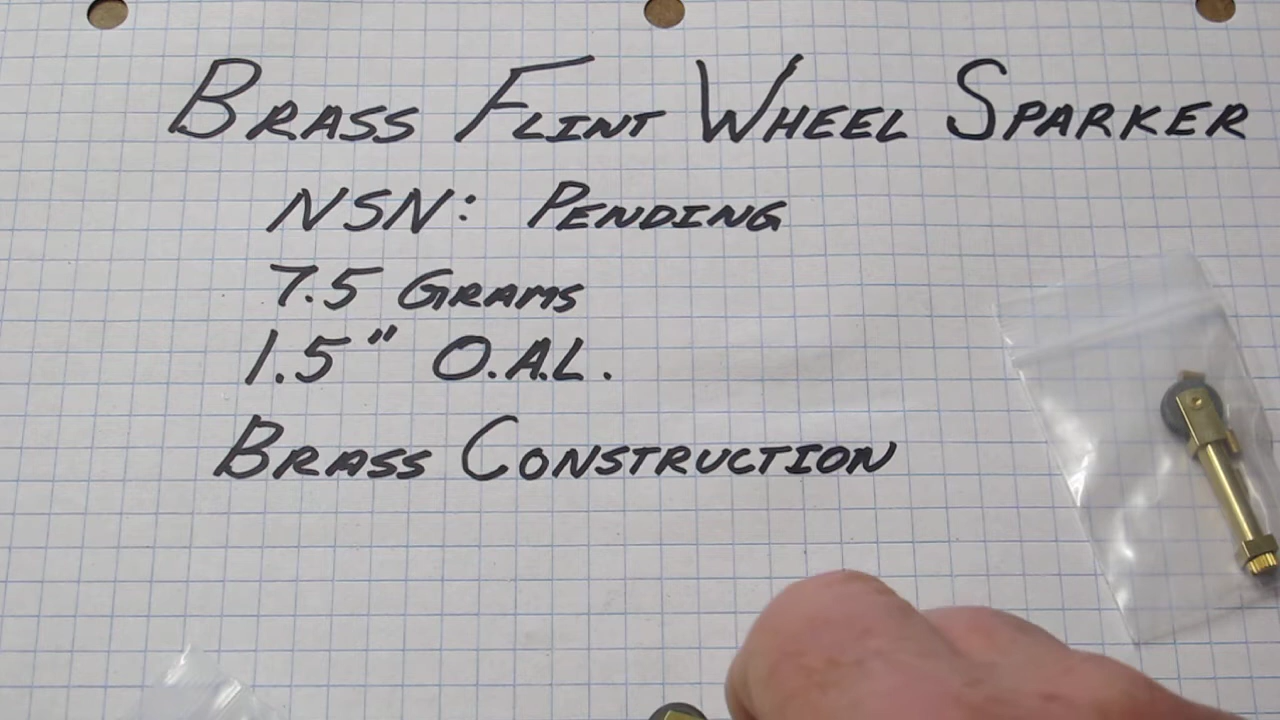 BRASS FLINT WHEEL SPARKER
NSN: PENDING
7.5 GRAMS
1.5" O.A.L.
BRASS CONSTRUCTION